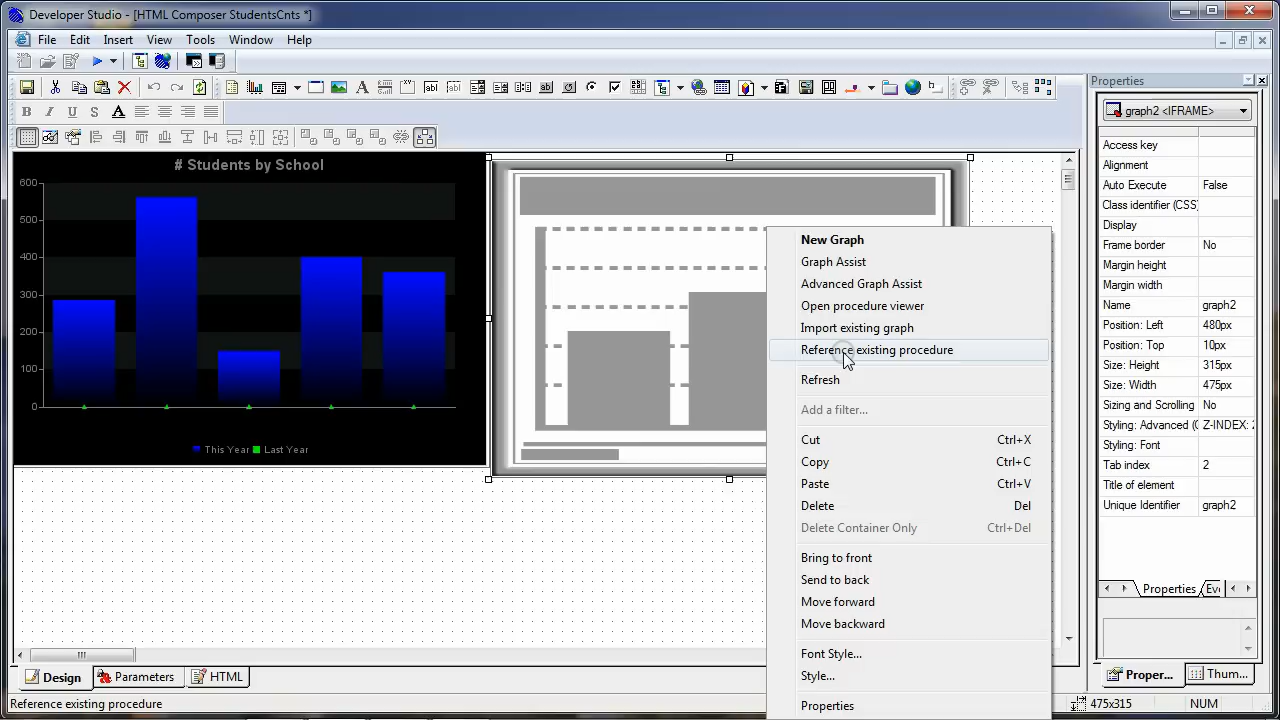 Developer Studio - [HTML Composer StudentsCnts *]
File Edit Insert View Tools Window Help
B I U S A
# Students by School
600
500
400
300
200
100
0
This Year Last Year
New Graph
Graph Assist
Advanced Graph Assist
Open procedure viewer
Import existing graph
Reference existing procedure
Refresh
Add a filter...
Cut Ctrl+X
Copy Ctrl+C
Paste Ctrl+V
Delete Del
Delete Container Only Ctrl+Del
Bring to front
Send to back
Move forward
Move backward
Font Style...
Style...
Properties
Properties
graph2 <IFRAME>
Access key
Alignment
Auto Execute False
Class identifier (CSS)
Display
Frame border No
Margin height
Margin width
Name graph2
Position: Left 480px
Position: Top 10px
Size: Height 315px
Size: Width 475px
Sizing and Scrolling No
Styling: Advanced ( Z-INDEX: 2
Styling: Font
Tab index 2
Title of element
Unique Identifier graph2
Properties Eve
Proper... Thum...
Design Parameters HTML
Reference existing procedure 475x315 NUM